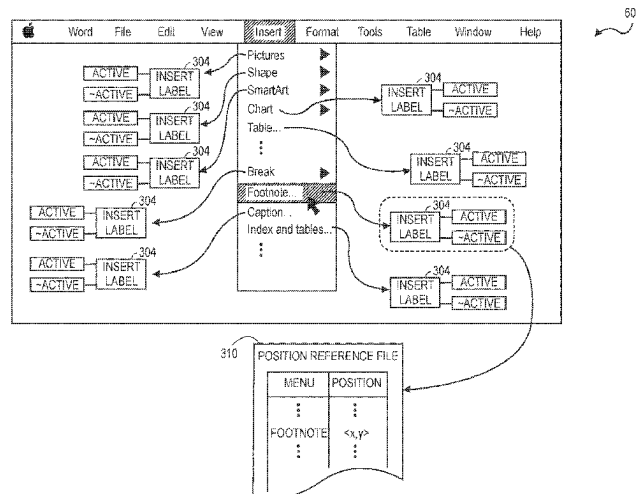 60
Word File Edit View Insert Format Tools Table Window Help
Pictures
Shape
SmartArt
Chart
Table...
Break
Footnote...
Caption...
Index and tables...
304
ACTIVE
~ACTIVE
INSERT
LABEL
304
ACTIVE
~ACTIVE
INSERT
LABEL
304
ACTIVE
~ACTIVE
INSERT
LABEL
304
ACTIVE
~ACTIVE
INSERT
LABEL
304
ACTIVE
~ACTIVE
INSERT
LABEL
304
INSERT
LABEL
ACTIVE
~ACTIVE
304
INSERT
LABEL
ACTIVE
~ACTIVE
304
INSERT
LABEL
ACTIVE
~ACTIVE
304
INSERT
LABEL
ACTIVE
~ACTIVE
310
POSITION REFERENCE FILE
MENU POSITION
FOOTNOTE <x,y>